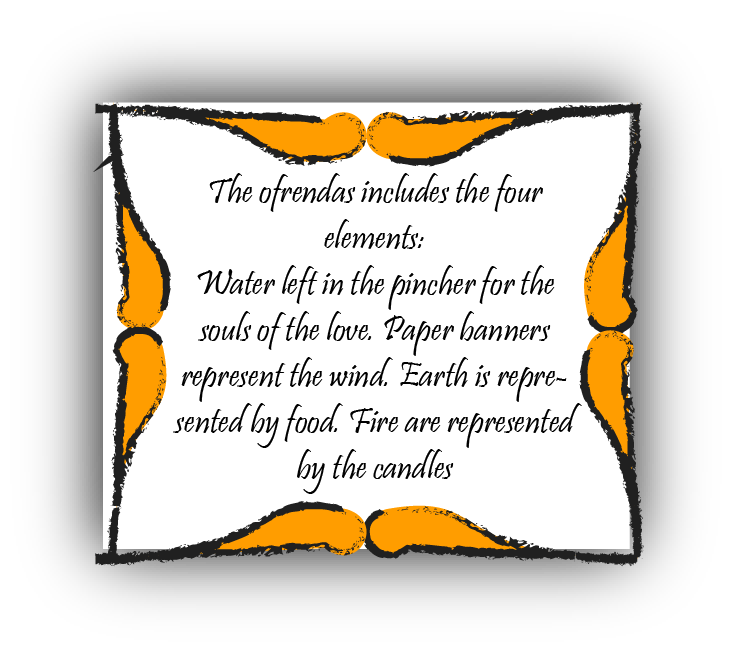 The ofrendas includes the four
elements:
Water left in the pincher for the
souls of the love. Paper banners
represent the wind. Earth is repre-
sented by food. Fire are represented
by the candles